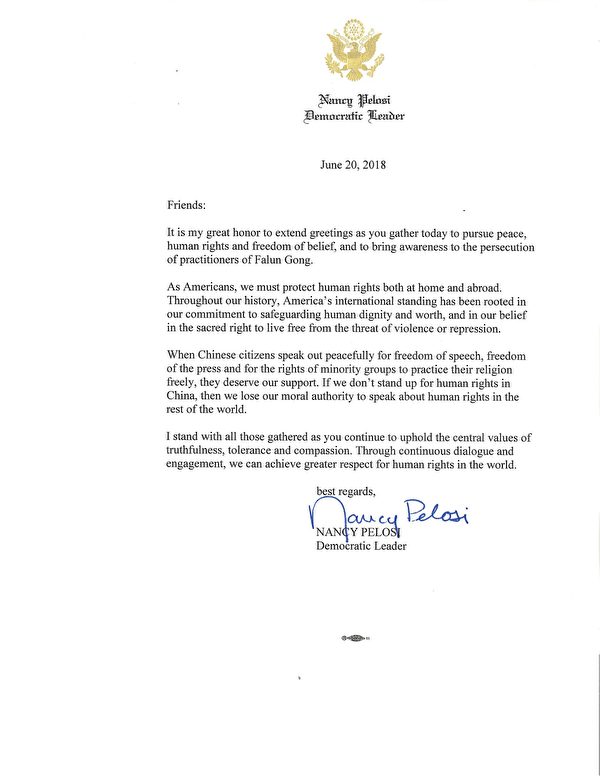 Nancy Pelosi
Democratic Leader
June 20, 2018
Friends:
It is my great honor to extend greetings as you gather today to pursue peace,
human rights and freedom of belief, and to bring awareness to the persecution
of practitioners of Falun Gong.
As Americans, we must protect human rights both at home and abroad.
Throughout our history, America's international standing has been rooted in
our commitment to safeguarding human dignity and worth, and in our belief
in the sacred right to live free from the threat of violence or repression.
When Chinese citizens speak out peacefully for freedom of speech, freedom
of the press and for the rights of minority groups to practice their religion
freely, they deserve our support. If we don't stand up for human rights in
China, then we lose our moral authority to speak about human rights in the
rest of the world.
I stand with all those gathered as you continue to uphold the central values of
truthfulness, tolerance and compassion. Through continuous dialogue and
engagement, we can achieve greater respect for human rights in the world.
best regards,
Nancy Pelosi
NANCY PELOSI
Democratic Leader